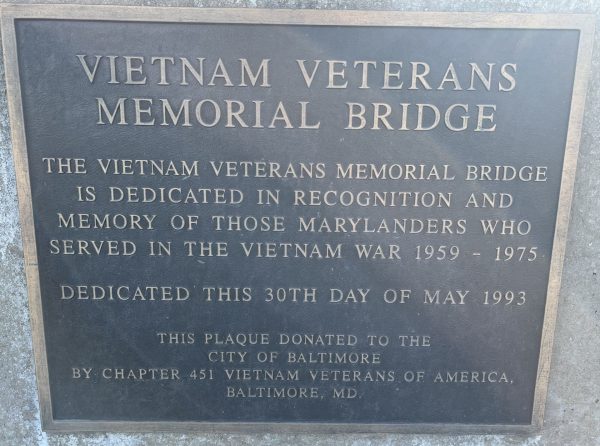 VIETNAM VETERANS
MEMORIAL BRIDGE
THE VIETNAM VETERANS MEMORIAL BRIDGE
IS DEDICATED IN RECOGNITION AND
MEMORY OF THOSE MARYLANDERS WHO
SERVED IN THE VIETNAM WAR 1959 - 1975
DEDICATED THIS 30TH DAY OF MAY 1993
THIS PLAQUE DONATED TO THE
CITY OF BALTIMORE
BY CHAPTER 451 VIETNAM VETERANS OF AMERICA,
BALTIMORE, MD.